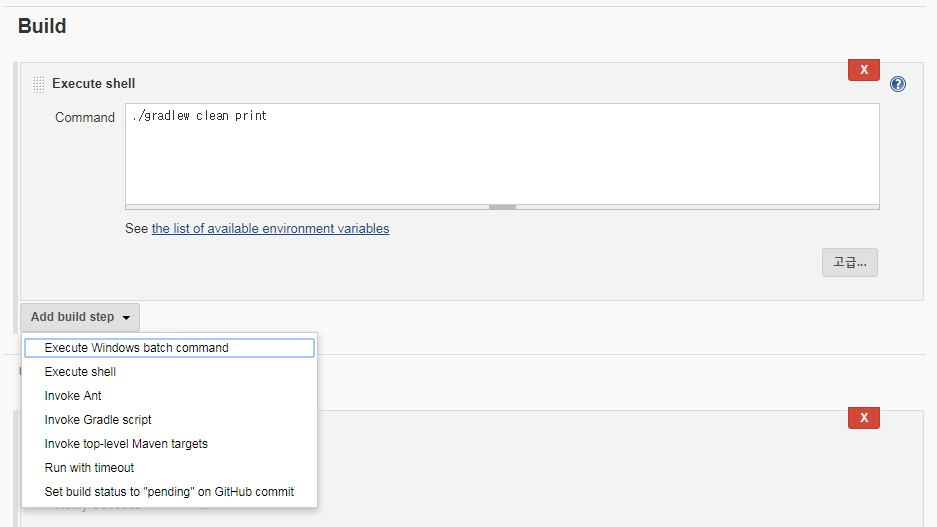 Build
X
Execute shell
?
Command
./gradlew clean print
See the list of available environment variables
고급...
Add build step
Execute Windows batch command
Execute shell
Invoke Ant
Invoke Gradle script
X
Invoke top-level Maven targets
Run with timeout
Set build status to "pending" on GitHub commit